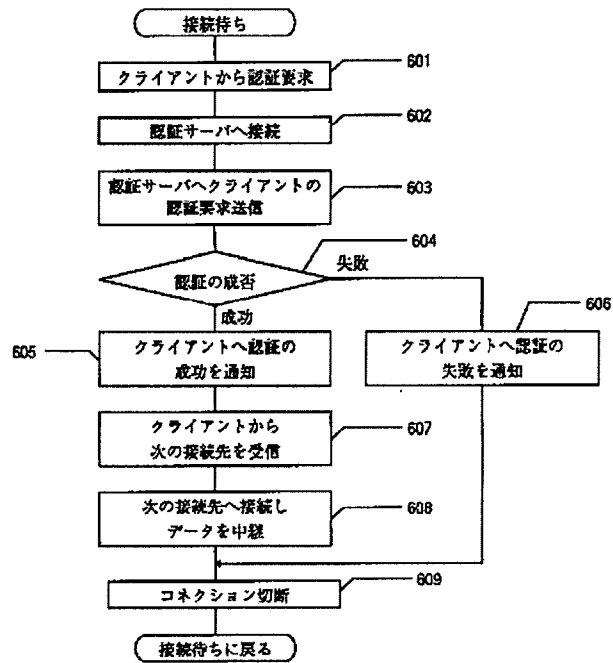 接続待ち
クライアントから認証要求
601
認証サーバへ接続
602
認証サーバへクライアントの
認証要求送信
603
認証の成否
604
失敗
成功
クライアントへ認証の
成功を通知
605
クライアントへ認証の
失敗を通知
606
クライアントから
次の接続先を受信
607
次の接続先へ接続し
データを中継
608
コネクション切断
609
接続待ちに戻る